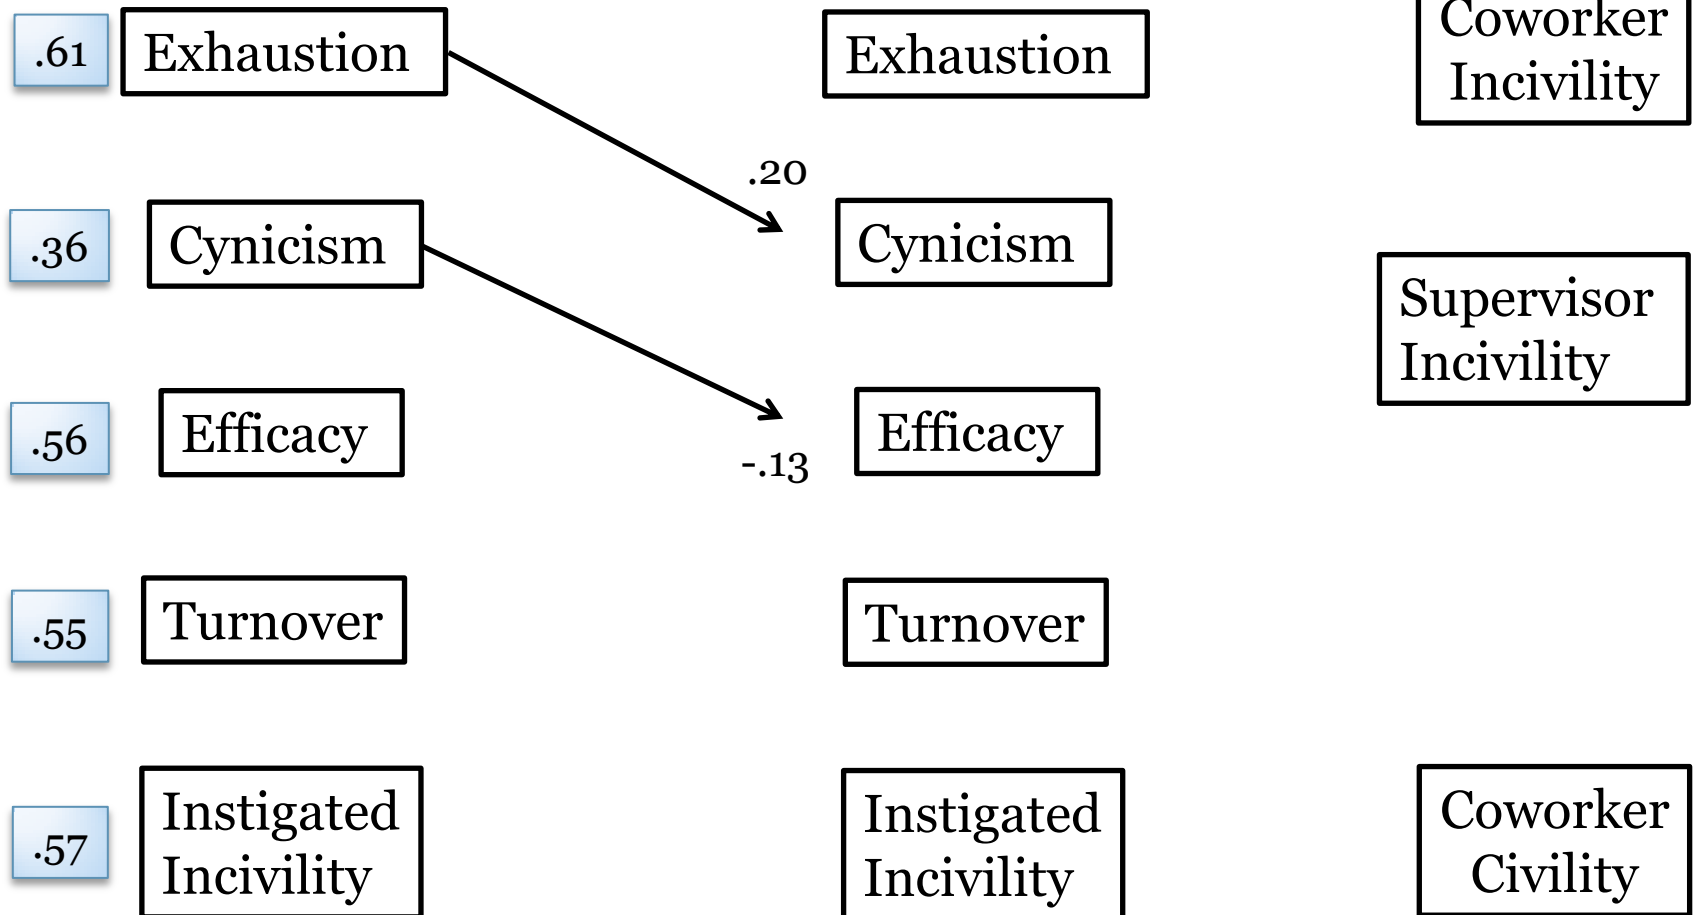 .61
Exhaustion
Exhaustion
Coworker
Incivility
.20
.36
Cynicism
Cynicism
Supervisor
Incivility
.56
Efficacy
Efficacy
-.13
.55
Turnover
Turnover
.57
Instigated
Incivility
Instigated
Incivility
Coworker
Civility